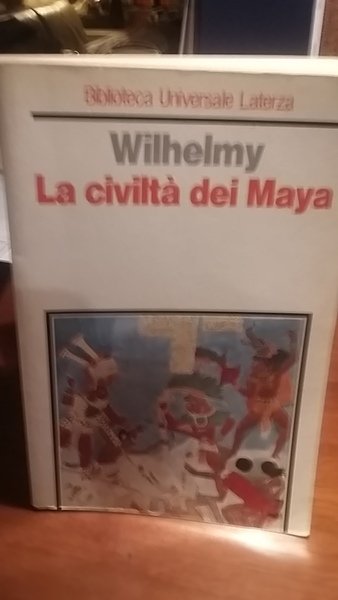 Biblioteca Universale Laterza
Wilhelmy
La civiltà dei Maya